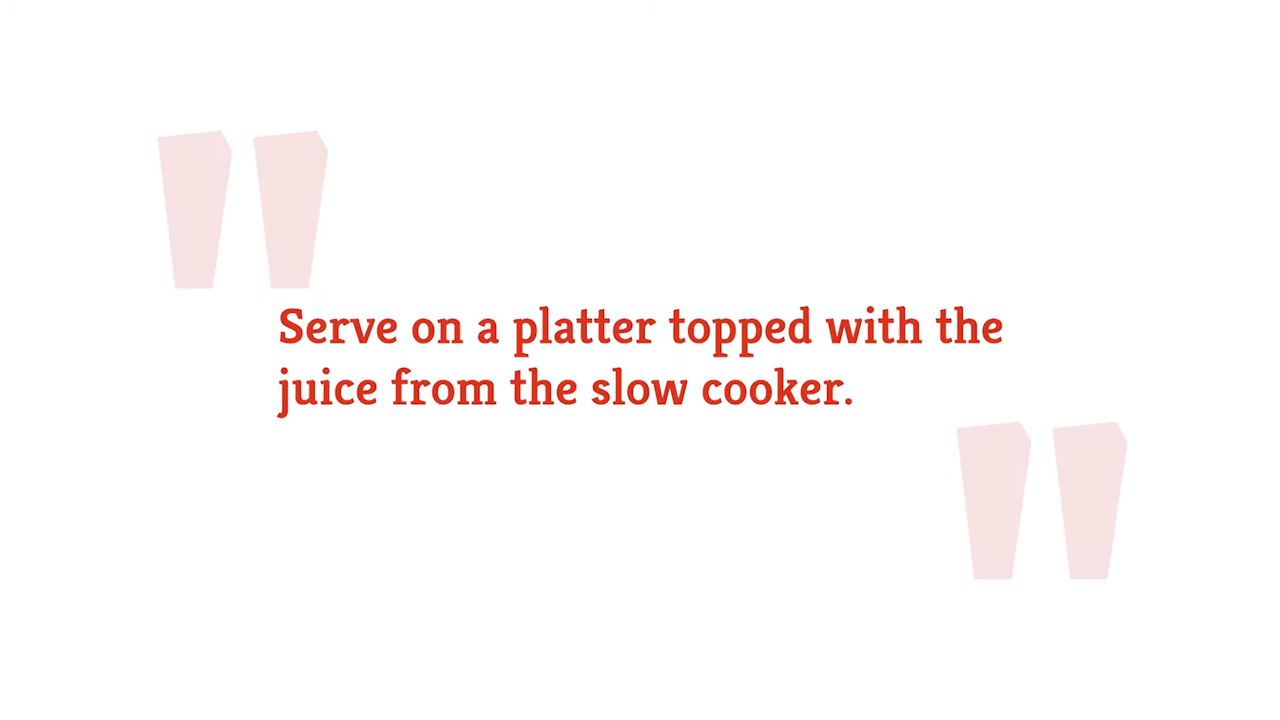 Serve on a platter topped with the
juice from the slow cooker.